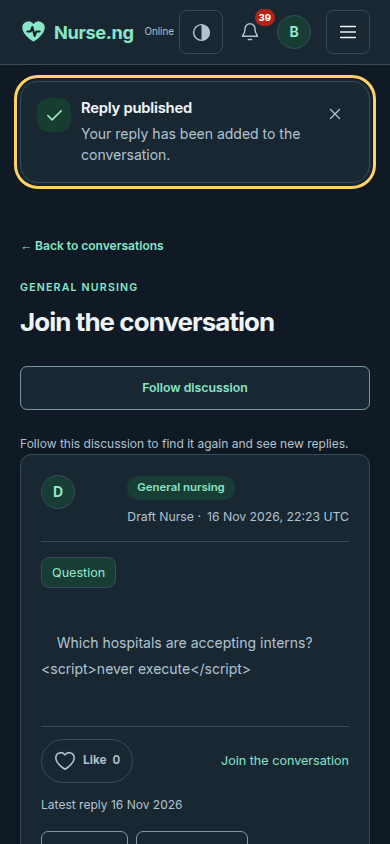 Nurse.ng
Online
39
B
Reply published
Your reply has been added to the
conversation.
← Back to conversations
GENERAL NURSING
Join the conversation
Follow discussion
Follow this discussion to find it again and see new replies.
D
General nursing
Draft Nurse · 16 Nov 2026, 22:23 UTC
Question
Which hospitals are accepting interns?
<script>never execute</script>
Like 0
Join the conversation
Latest reply 16 Nov 2026